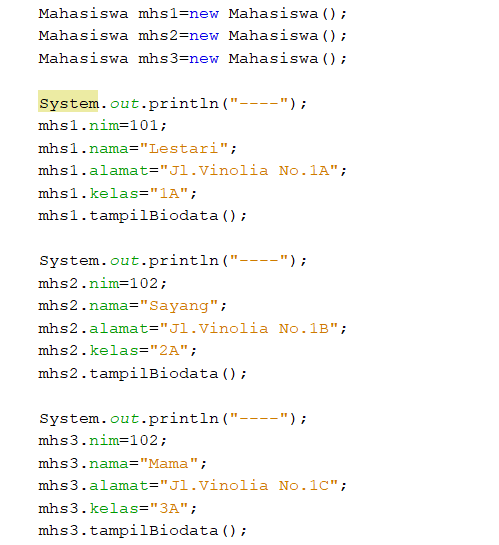 Mahasiswa mhs1=new Mahasiswa();
Mahasiswa mhs2=new Mahasiswa();
Mahasiswa mhs3=new Mahasiswa();
System.out.println("----");
mhs1.nim=101;
mhs1.nama="Lestari";
mhs1.alamat="Jl.Vinolia No.1A";
mhs1.kelas="1A";
mhs1.tampilBiodata();
System.out.println("----");
mhs2.nim=102;
mhs2.nama="Sayang";
mhs2.alamat="Jl.Vinolia No.1B";
mhs2.kelas="2A";
mhs2.tampilBiodata();
System.out.println("----");
mhs3.nim=102;
mhs3.nama="Mama";
mhs3.alamat="Jl.Vinolia No.1C";
mhs3.kelas="3A";
mhs3.tampilBiodata();